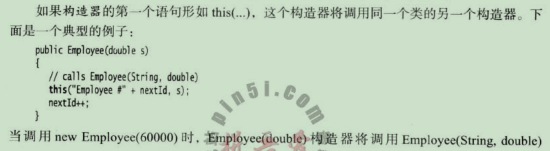 如果构造器的第一个语句形如 this(...)，这个构造器将调用同一个类的另一个构造器。下
面是一个典型的例子：
public Employee(double s)
{
// calls Employee(String, double)
this("Employee #" + nextId, s);
nextId++;
}
pin5i.com
当调用 new Employee(60000) 时，Employee(double) 构造器将调用 Employee(String, double)